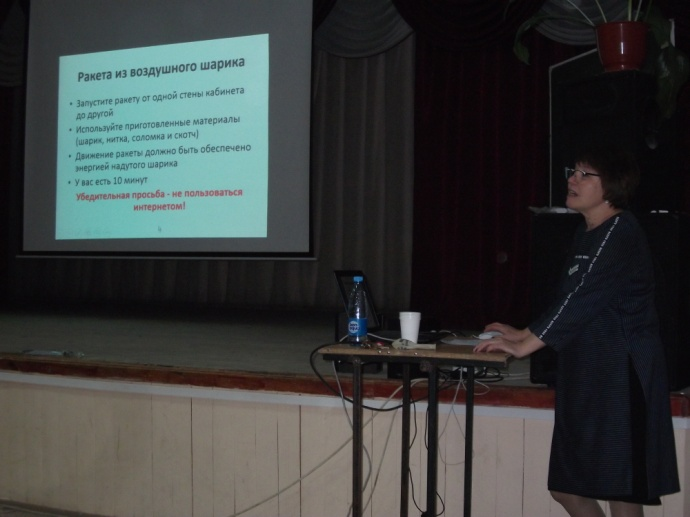 Ракета из воздушного шарика
• Запустите ракету от одной стены кабинета
до другой
• Используйте приготовленные материалы
(шарик, нитка, соломка и скотч)
• Движение ракеты должно быть обеспечено
энергией надутого шарика
• У вас есть 10 минут
Убедительная просьба - не пользоваться
интернетом!